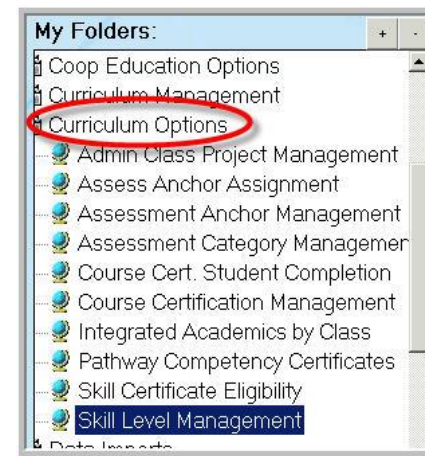 My Folders: + -
Coop Education Options
Curriculum Management
Curriculum Options
Admin Class Project Management
Assess Anchor Assignment
Assessment Anchor Management
Assessment Category Managemer
Course Cert. Student Completion
Course Certification Management
Integrated Academics by Class
Pathway Competency Certificates
Skill Certificate Eligibility
Skill Level Management
Data Imports